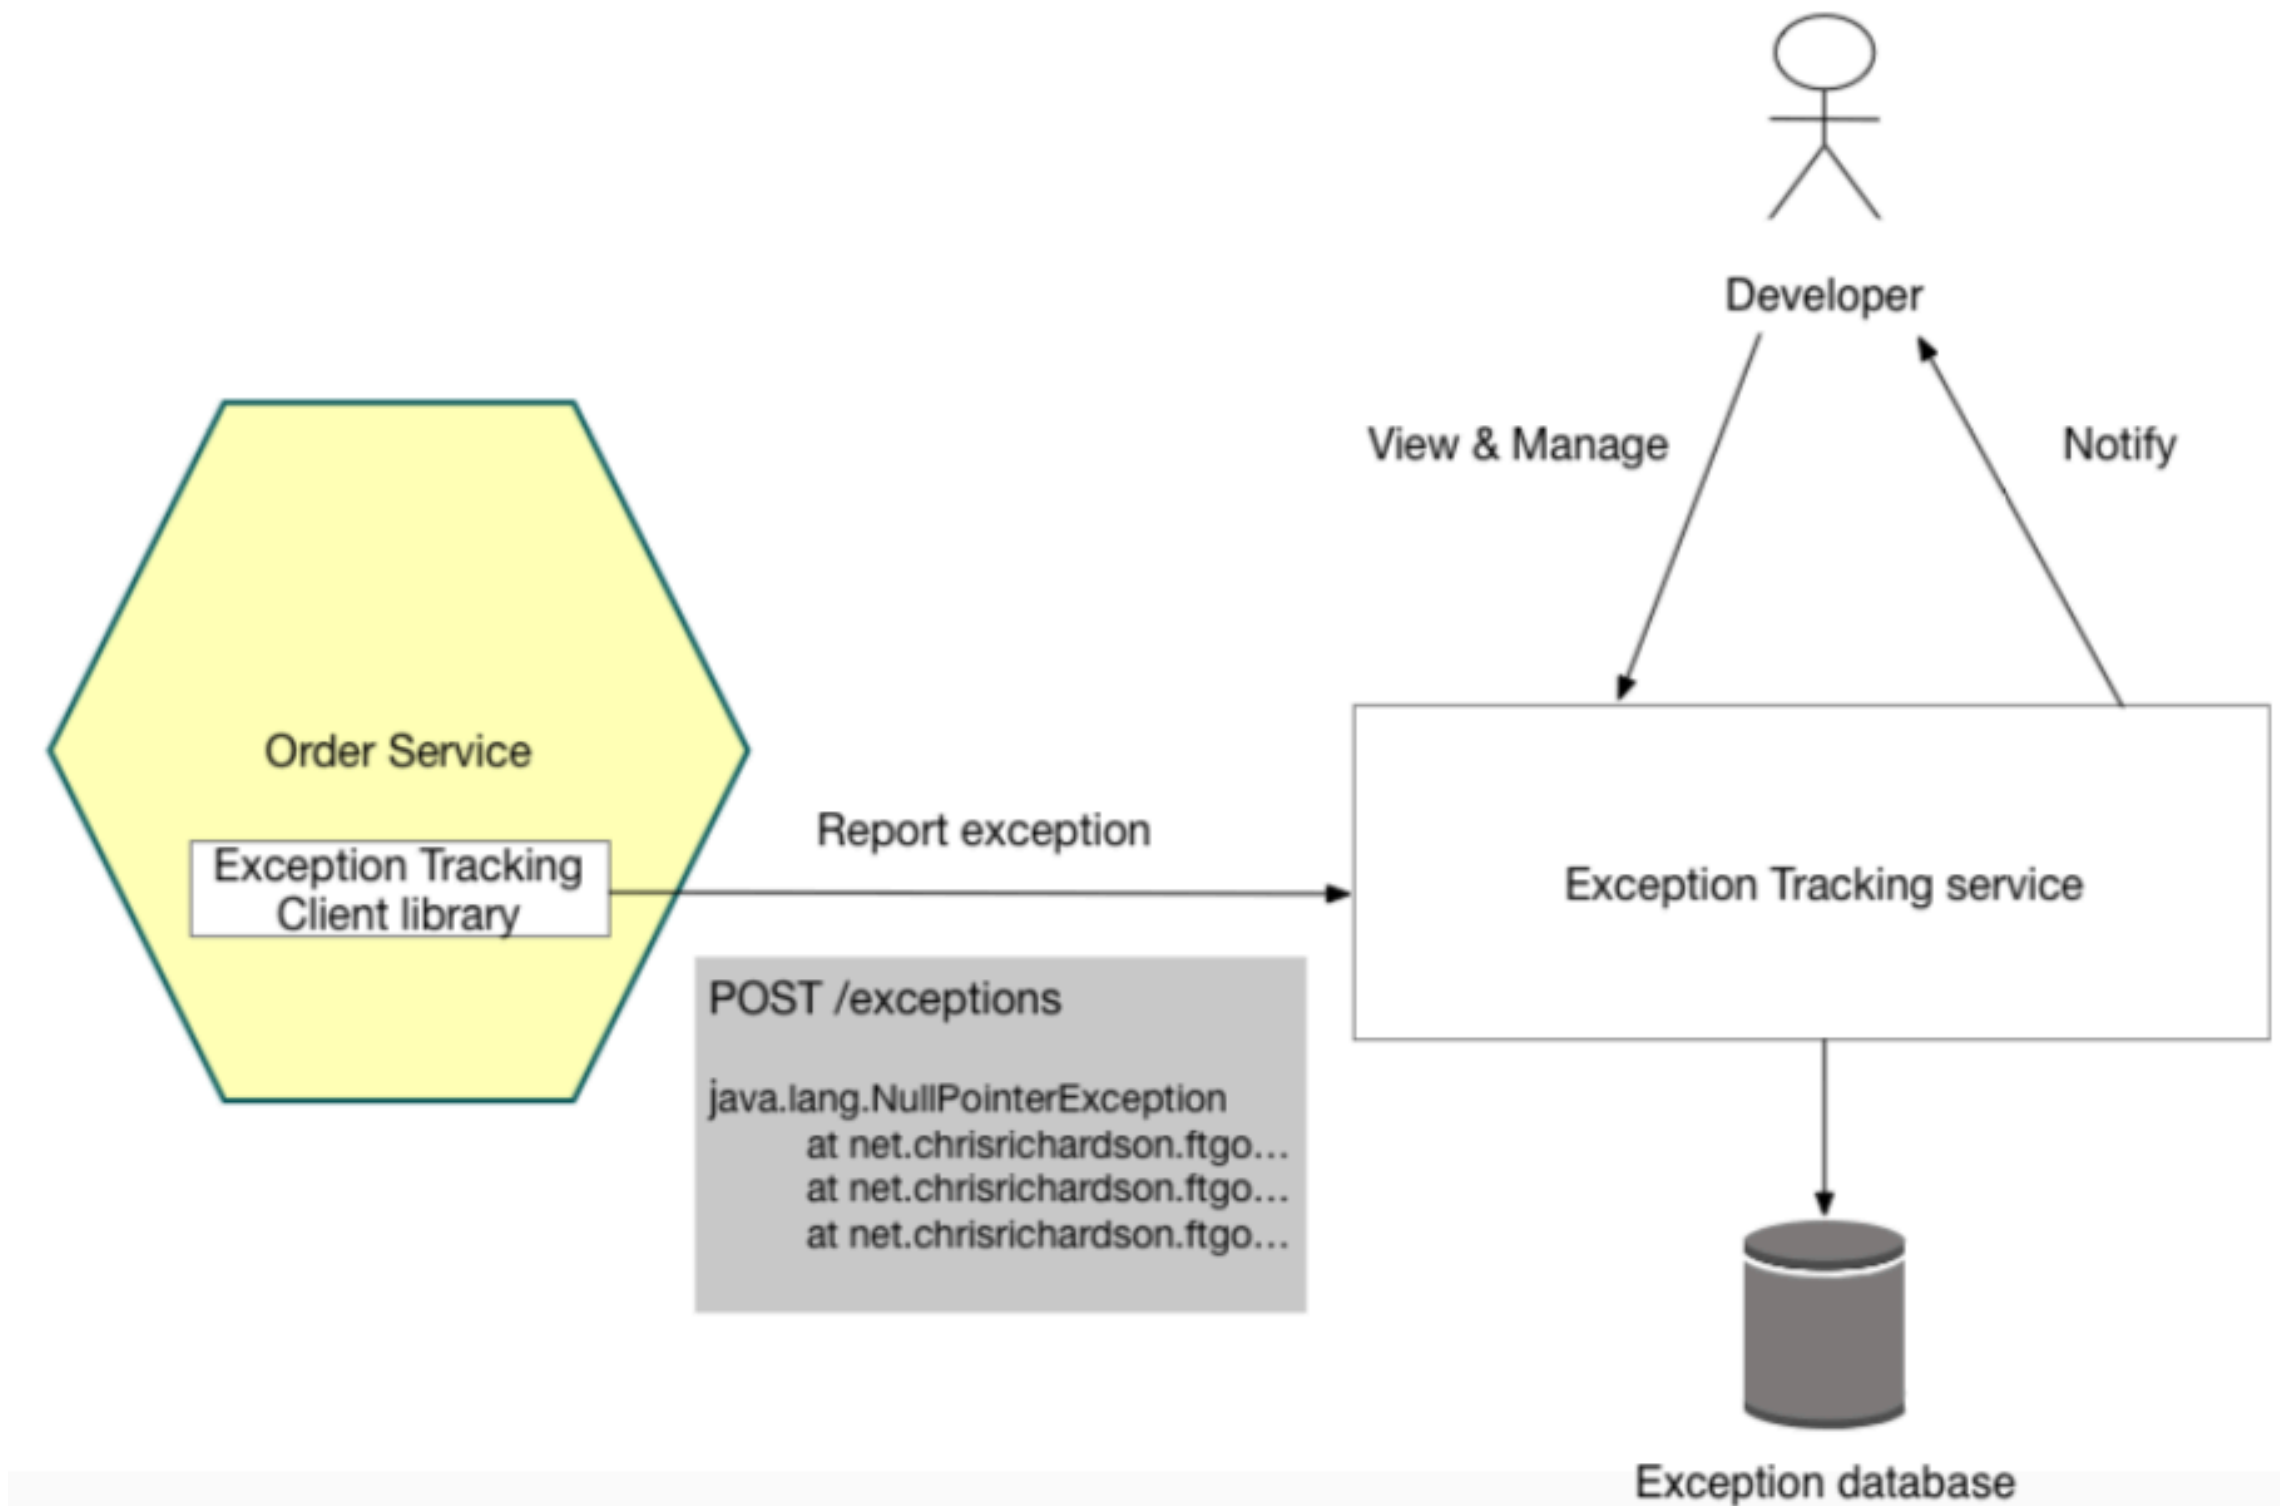 Developer
View & Manage
Notify
Order Service
Exception Tracking
Client library
Report exception
Exception Tracking service
POST /exceptions
java.lang.NullPointerException
at net.chrisrichardson.ftgo...
at net.chrisrichardson.ftgo...
at net.chrisrichardson.ftgo...
Exception database